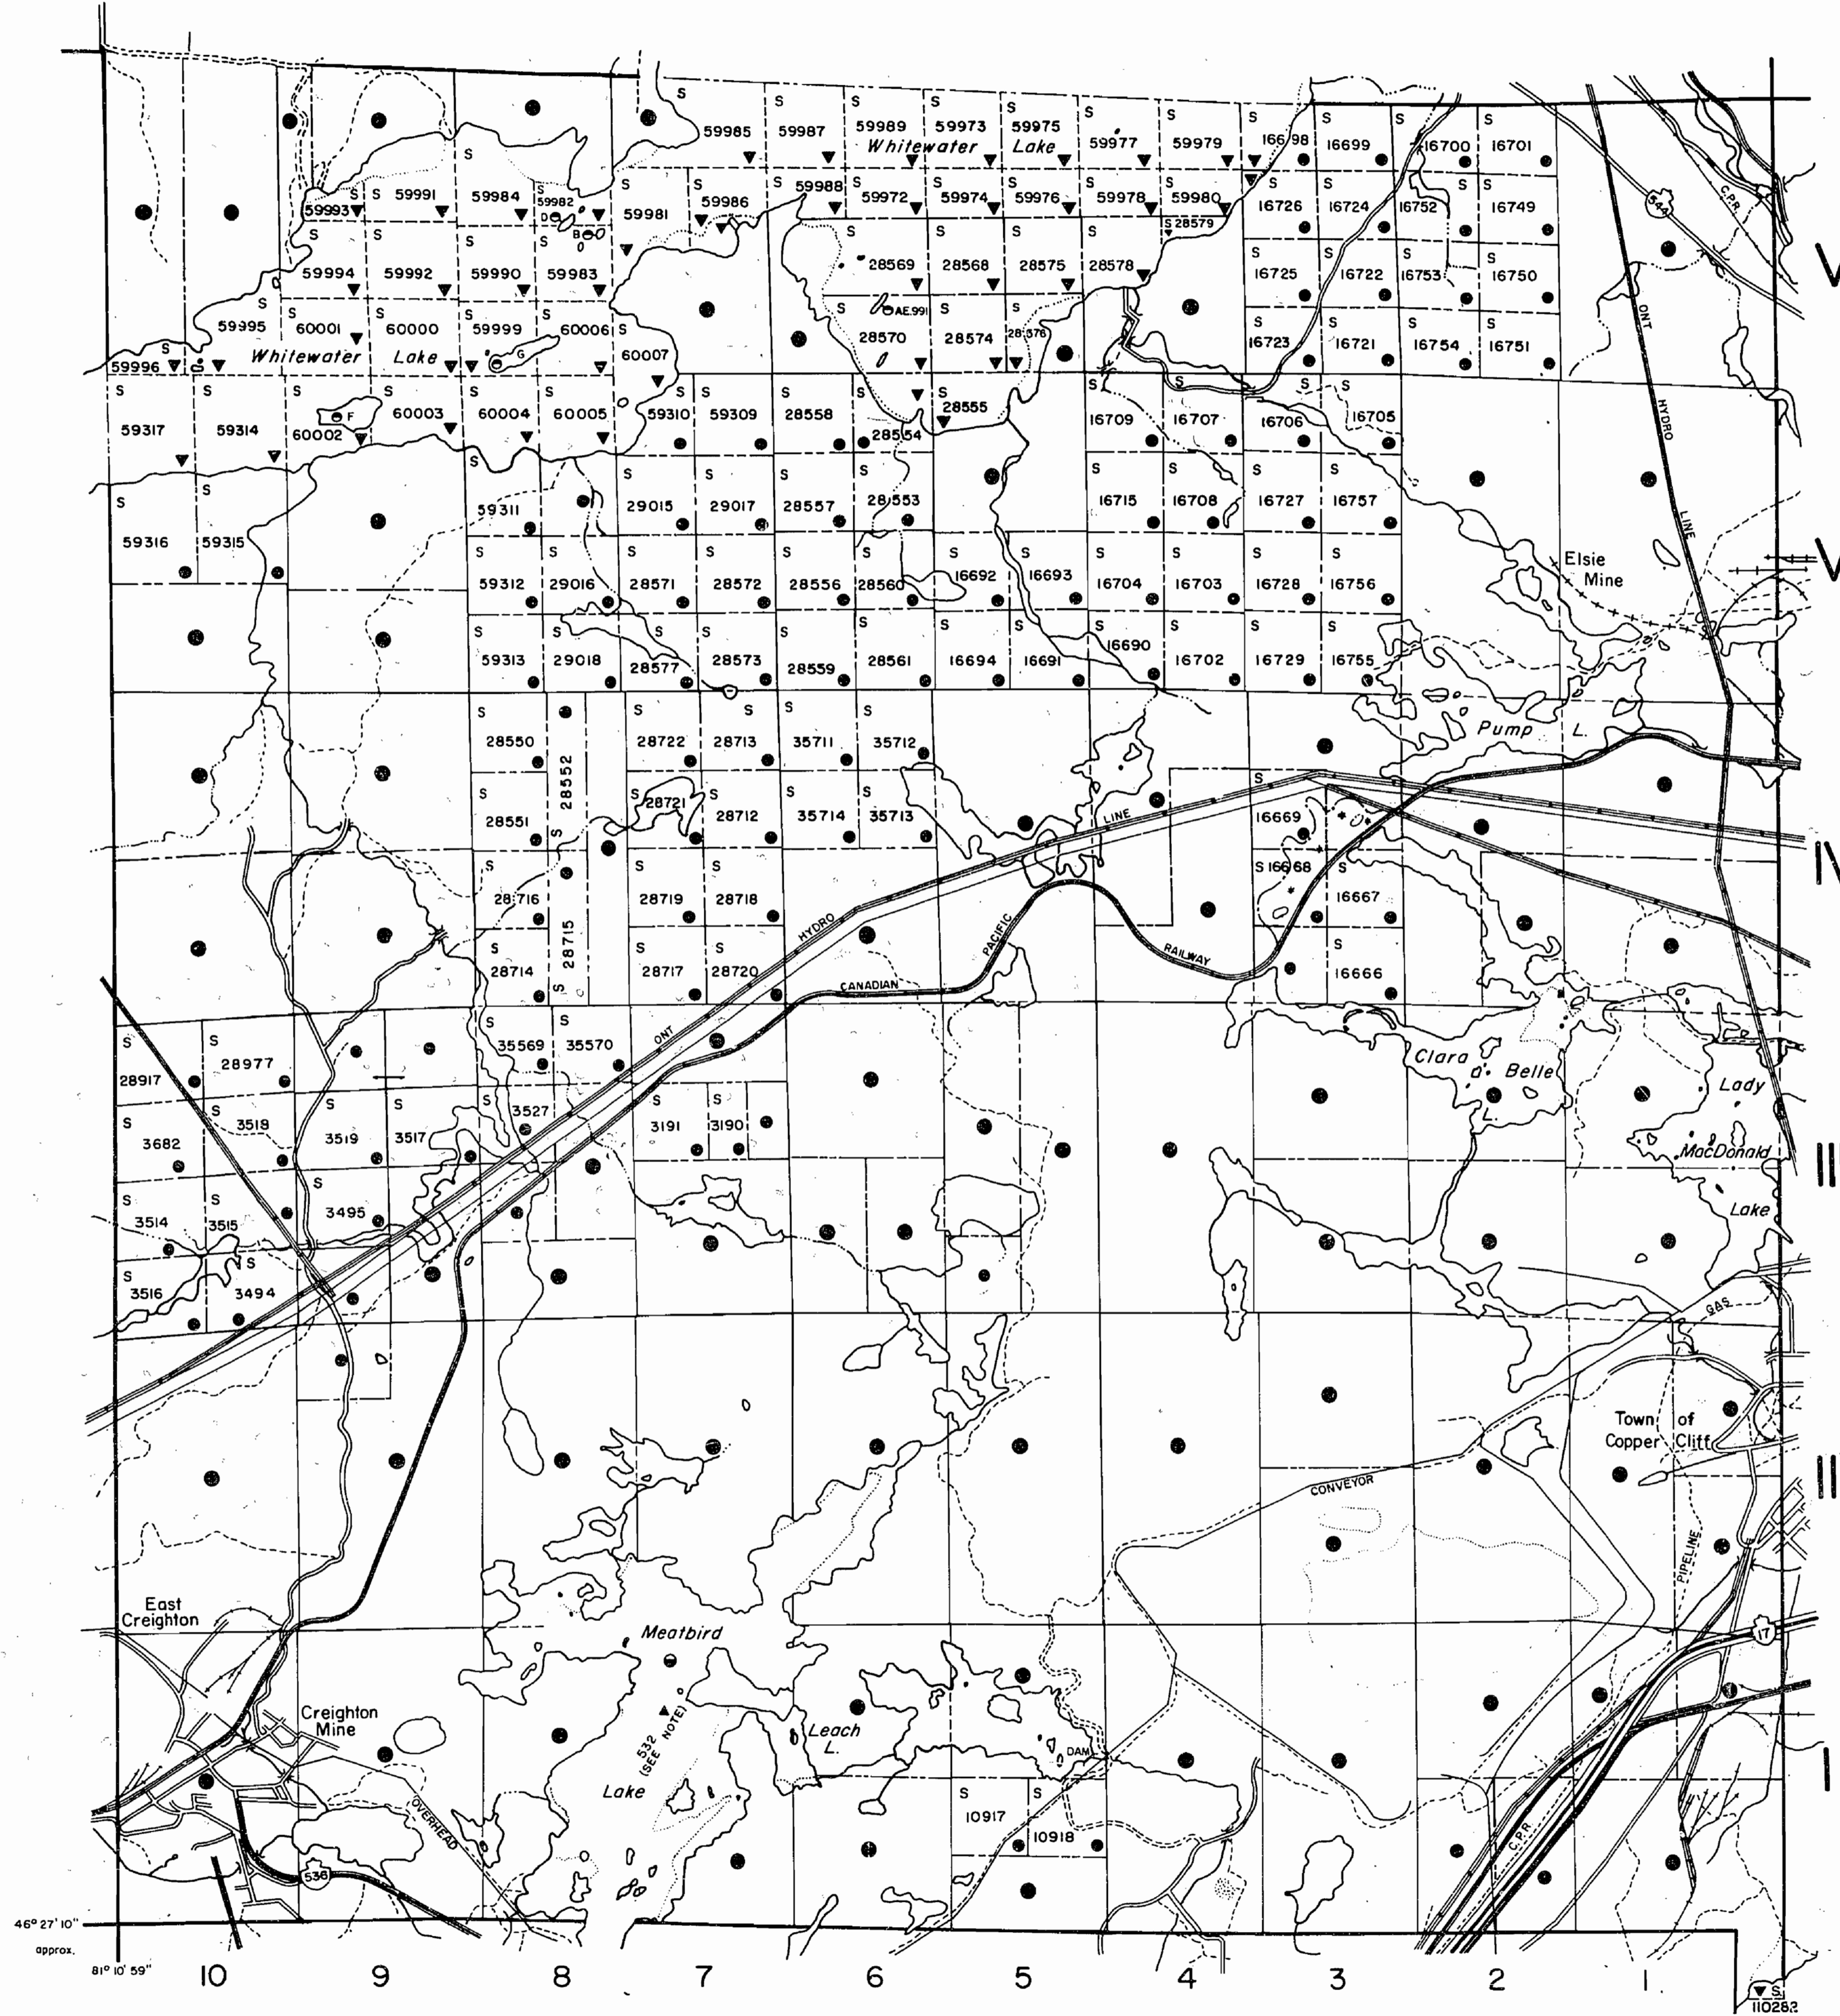 S S S S S S S S S S S S
59985 59987 59989 59973 59975 59977 59979 16698 16699 16700 16701
Whitewater Lake
S S S S S S S S S S S S S S S S
59993 59991 59984 59982 59981 59986 59988 59972 59974 59976 59978 59980 16726 16724 16752 16749
D
544
C.P.R.
B
S 28579
S S S S S S S S S S S
59994 59992 59990 59983 28569 28568 28575 28578 16725 16722 16753 16750
V
ONT
S S S S S S S S S S
59995 60001 60000 59999 60006 60007 28570 AE.991 28574 28576 16723 16721 16754 16751
Whitewater Lake
G
S
59996
S S S S S S S S S S S S S
59317 59314 60002 F 60003 60004 60005 59310 59309 28558 28554 28555 16709 16707 16706 16705
HYDRO
S S S S S S S S S S S
59316 59315 59311 29015 29017 28557 28553 16715 16708 16727 16757
LINE
Elsie
Mine
V
S S S S S S S S S S S S
59312 29016 28571 28572 28556 28560 16692 16693 16704 16703 16728 16756
S S S S S S S S S S S S
59313 29018 28577 28573 28559 28561 16694 16691 16690 16702 16729 16755
S S S S S
28550 28552 28722 28713 35711 35712
Pump L.
S S S S S S
28551 28721 28712 35714 35713
LINE
16669
IV
S S S S 16668 S
28716 28719 28718 16667
HYDRO
PACIFIC
RAILWAY
S S S
28714 28715 28717 28720 16666
CANADIAN
S S S S
28917 28977 35569 35570
ONT
Clara Belle
L.
Lady
MacDonald
Lake
S S S S S S S
3682 3518 3519 3517 3527 3191 3190
III
S S S
3514 3515 3495
S S
3516 3494
GAS
Town of
Copper Cliff
CONVEYOR
II
PIPELINE
East
Creighton
Meatbird
17
Creighton
Mine
532
(SEE NOTE)
Leach
L.
DAM
Lake
I
S S
10917 10918
OVERHEAD
C.P.R.
536
46° 27' 10"
approx.
81° 10' 59"
10 9 8 7 6 5 4 3 2 1
S
110282